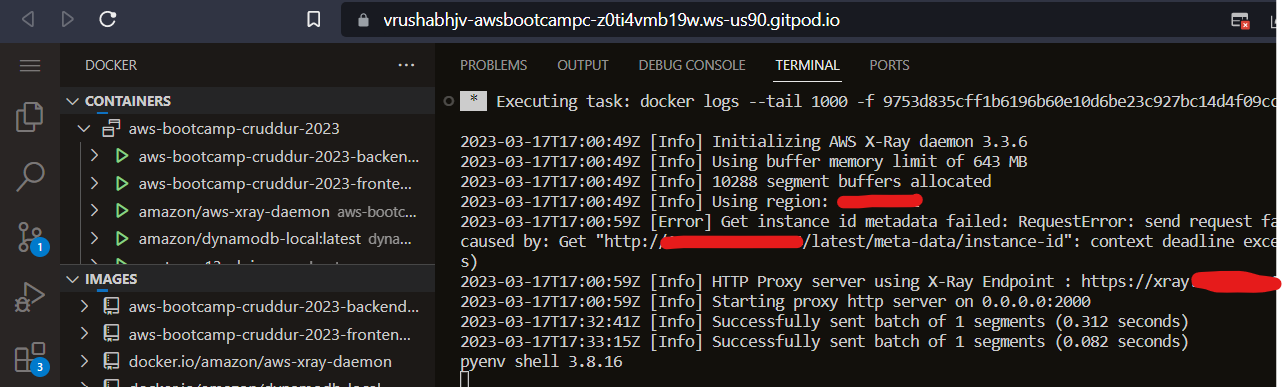 vrushabhjv-awsbootcampc-z0ti4vmb19w.ws-us90.gitpod.io
DOCKER
CONTAINERS
aws-bootcamp-cruddur-2023
aws-bootcamp-cruddur-2023-backen...
aws-bootcamp-cruddur-2023-fronte...
amazon/aws-xray-daemon aws-bootc...
amazon/dynamodb-local:latest dyna...
IMAGES
aws-bootcamp-cruddur-2023-backend...
aws-bootcamp-cruddur-2023-fronten...
docker.io/amazon/aws-xray-daemon
docker.io/amazon/dynamodb-local
1
3
PROBLEMS OUTPUT DEBUG CONSOLE TERMINAL PORTS
* Executing task: docker logs --tail 1000 -f 9753d835cff1b6196b60e10d6be23c927bc14d4f09cc
2023-03-17T17:00:49Z [Info] Initializing AWS X-Ray daemon 3.3.6
2023-03-17T17:00:49Z [Info] Using buffer memory limit of 643 MB
2023-03-17T17:00:49Z [Info] 10288 segment buffers allocated
2023-03-17T17:00:49Z [Info] Using region:
2023-03-17T17:00:59Z [Error] Get instance id metadata failed: RequestError: send request fa
caused by: Get "http:/ /latest/meta-data/instance-id": context deadline exce
s)
2023-03-17T17:00:59Z [Info] HTTP Proxy server using X-Ray Endpoint : https://xray.
2023-03-17T17:00:59Z [Info] Starting proxy http server on 0.0.0.0:2000
2023-03-17T17:32:41Z [Info] Successfully sent batch of 1 segments (0.312 seconds)
2023-03-17T17:33:15Z [Info] Successfully sent batch of 1 segments (0.082 seconds)
pyenv shell 3.8.16